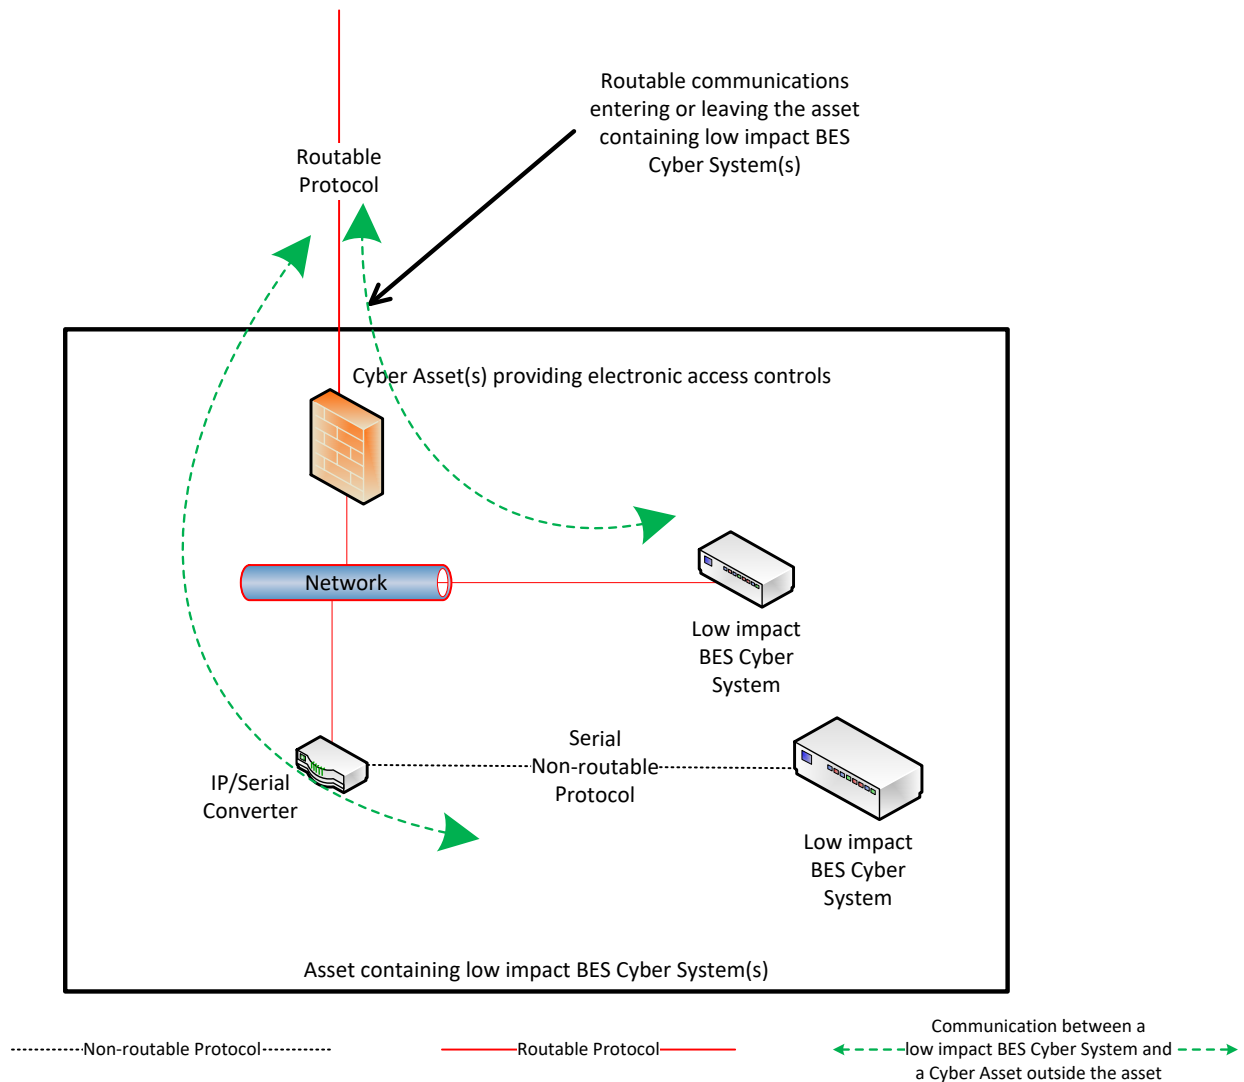 Routable communications
entering or leaving the asset
containing low impact BES
Cyber System(s)
Routable
Protocol
Cyber Asset(s) providing electronic access controls
Network
Low impact
BES Cyber
System
Serial
Non-routable
Protocol
IP/Serial
Converter
Low impact
BES Cyber
System
Asset containing low impact BES Cyber System(s)
Non-routable Protocol
Routable Protocol
Communication between a
low impact BES Cyber System and
a Cyber Asset outside the asset